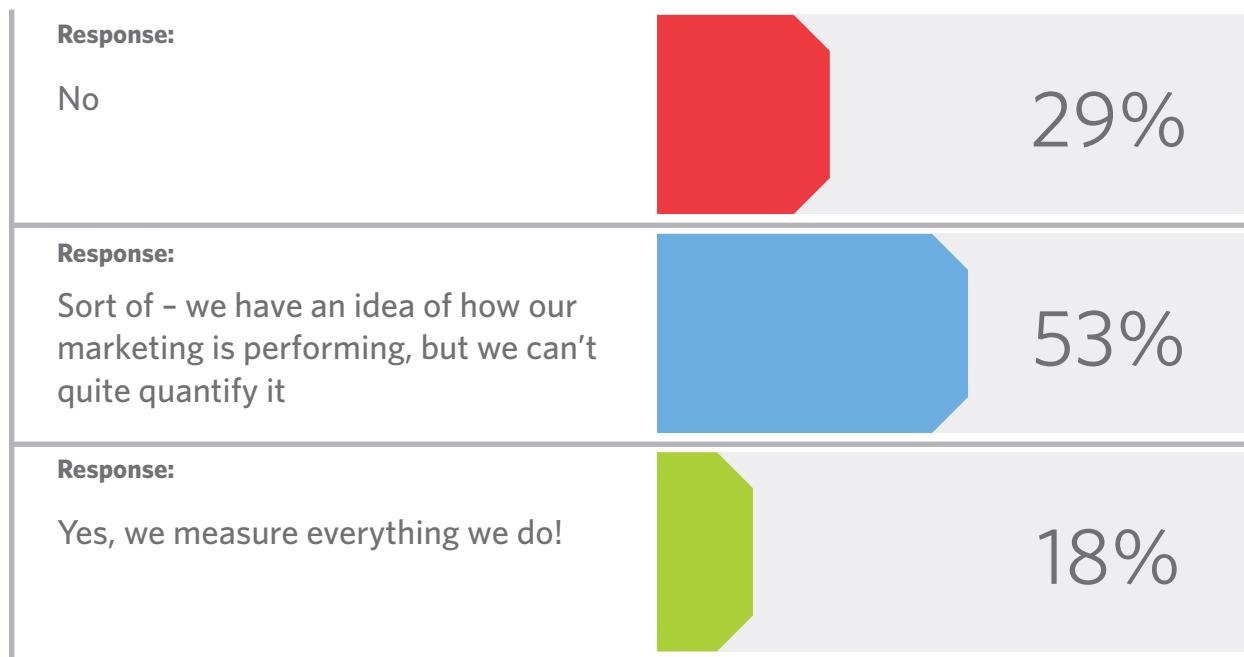 Response:
No
29%
Response:
Sort of – we have an idea of how our
marketing is performing, but we can’t
quite quantify it
53%
Response:
Yes, we measure everything we do!
18%